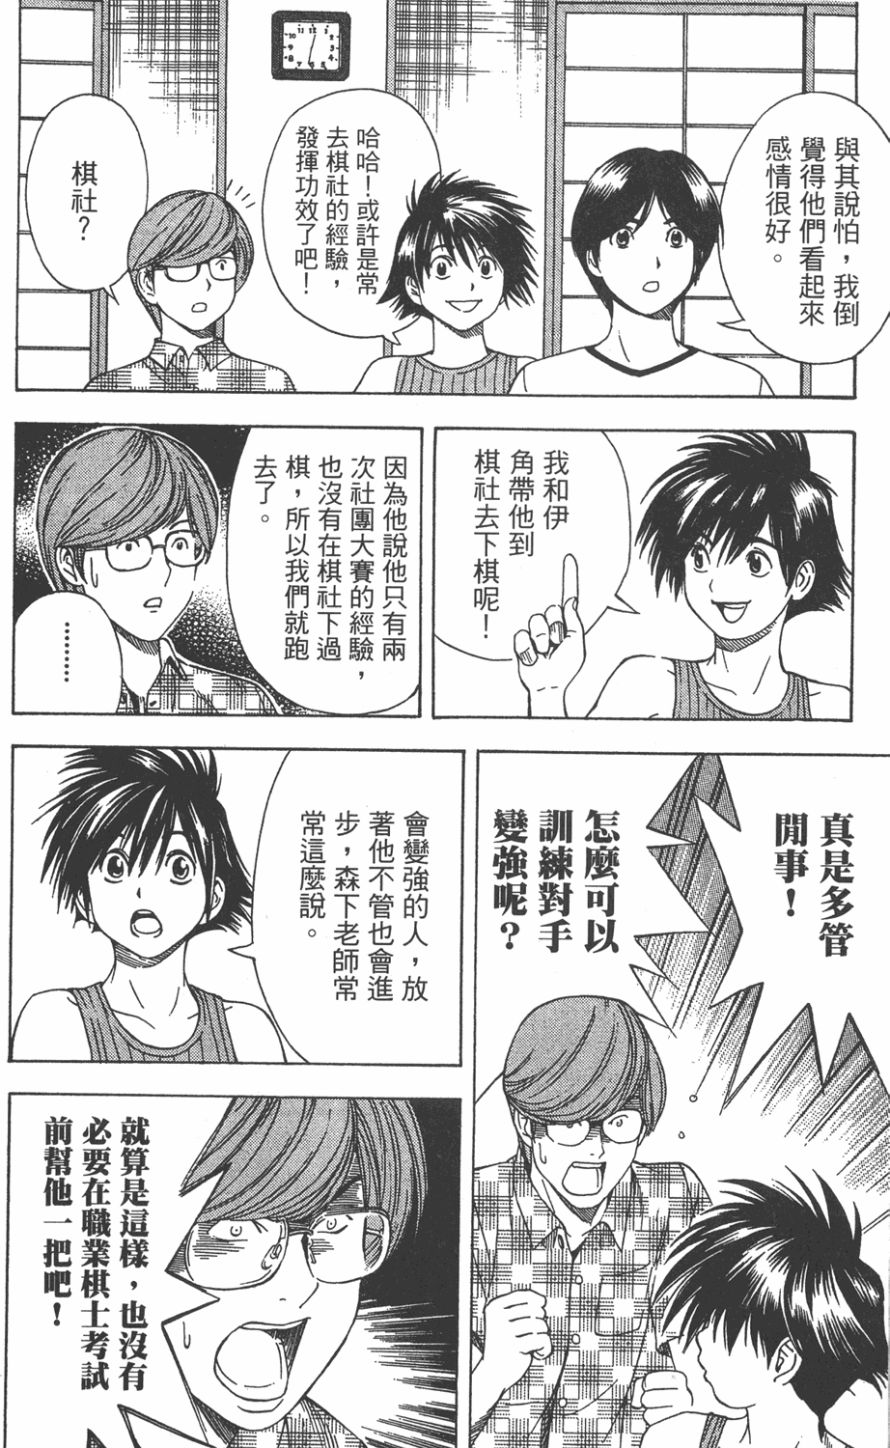 與其說怕，我倒
覺得他們看起來
感情很好。
哈哈！或許是常
去棋社的經驗，
發揮功效了吧！
棋社？
我和伊
角帶他到
棋社去下棋呢！
因為他說他只有兩
次社團大賽的經驗，
也沒有在棋社下過
棋，所以我們就跑
去了。
………
真是多管
閒事！
怎麼可以
訓練對手
變強呢？
會變強的人，放
著他不管也會進
步，森下老師常
常這麼說。
就算是這樣，也沒有
必要在職業棋士考試
前幫他一把吧！